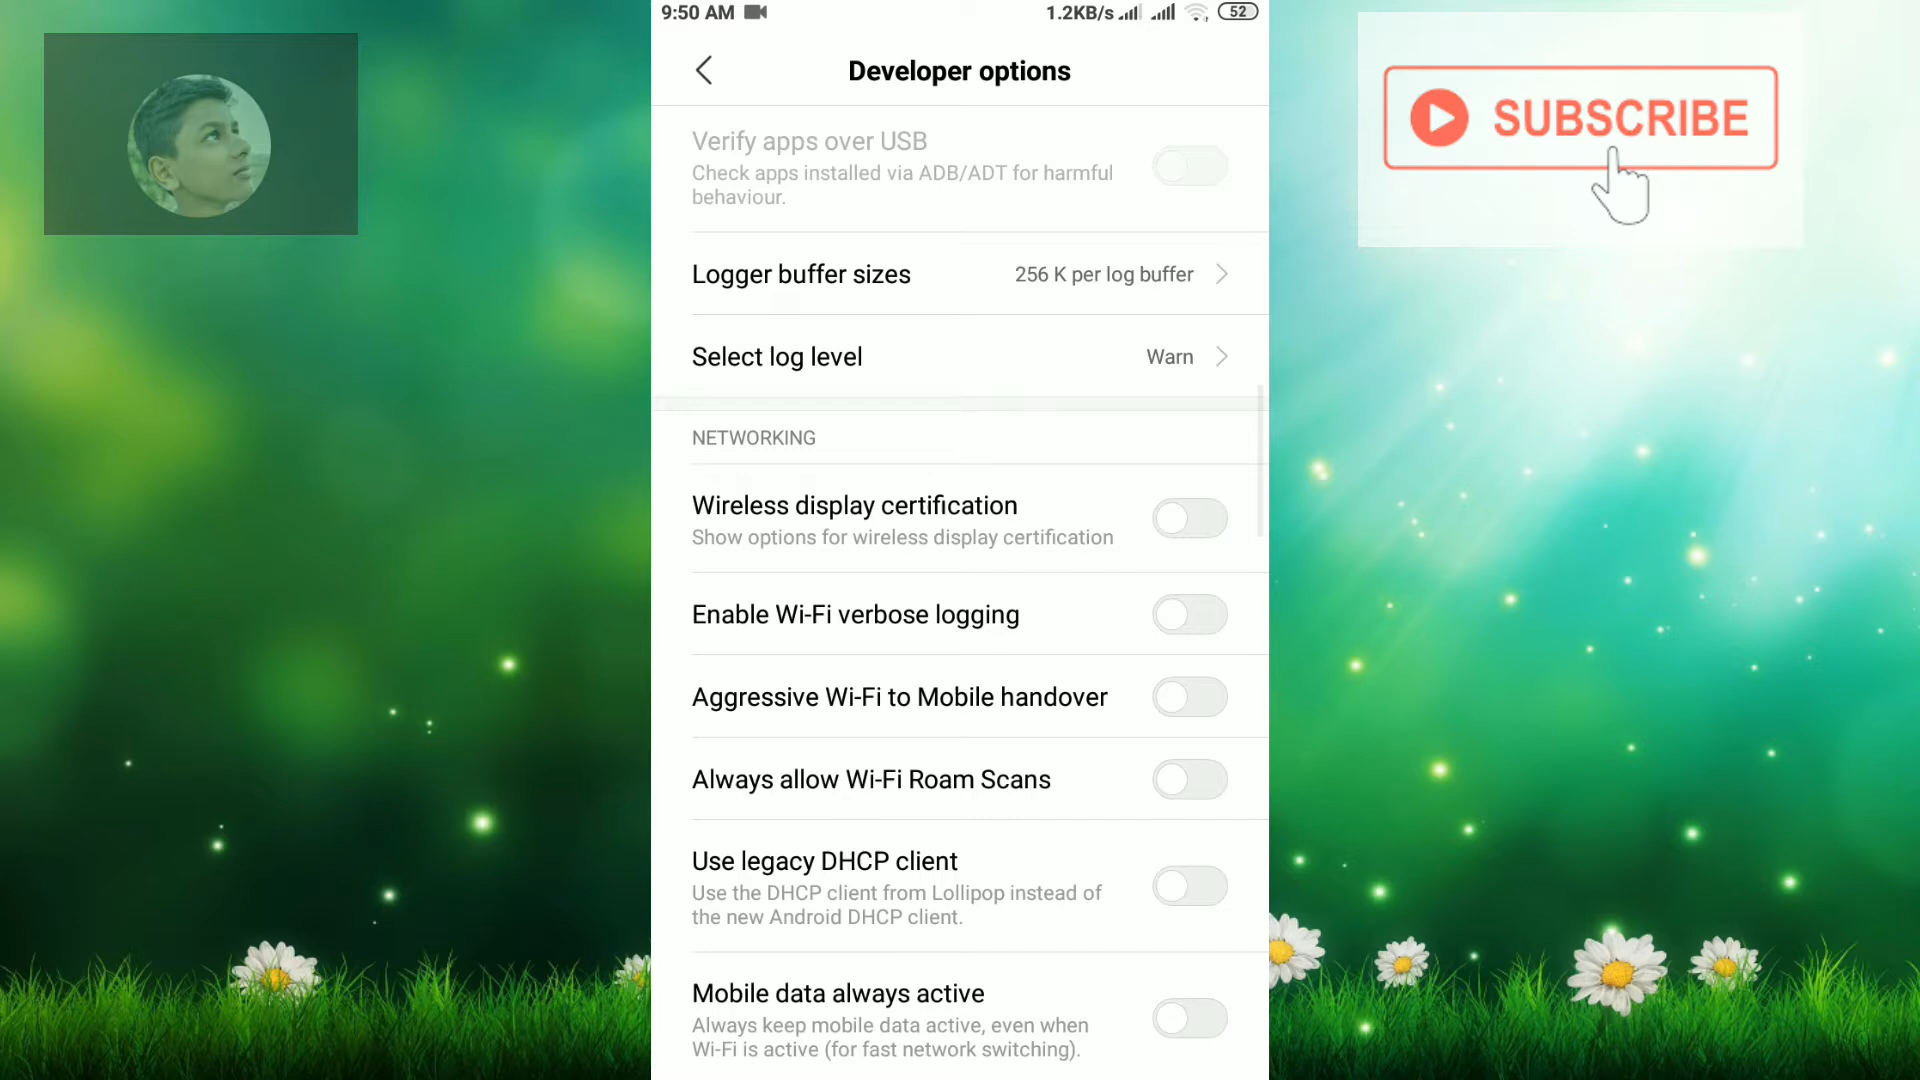 9:50 AM 1.2KB/s 52
Developer options
SUBSCRIBE
Verify apps over USB
Check apps installed via ADB/ADT for harmful
behaviour.
Logger buffer sizes 256 K per log buffer
Select log level Warn
NETWORKING
Wireless display certification
Show options for wireless display certification
Enable Wi-Fi verbose logging
Aggressive Wi-Fi to Mobile handover
Always allow Wi-Fi Roam Scans
Use legacy DHCP client
Use the DHCP client from Lollipop instead of
the new Android DHCP client.
Mobile data always active
Always keep mobile data active, even when
Wi-Fi is active (for fast network switching).